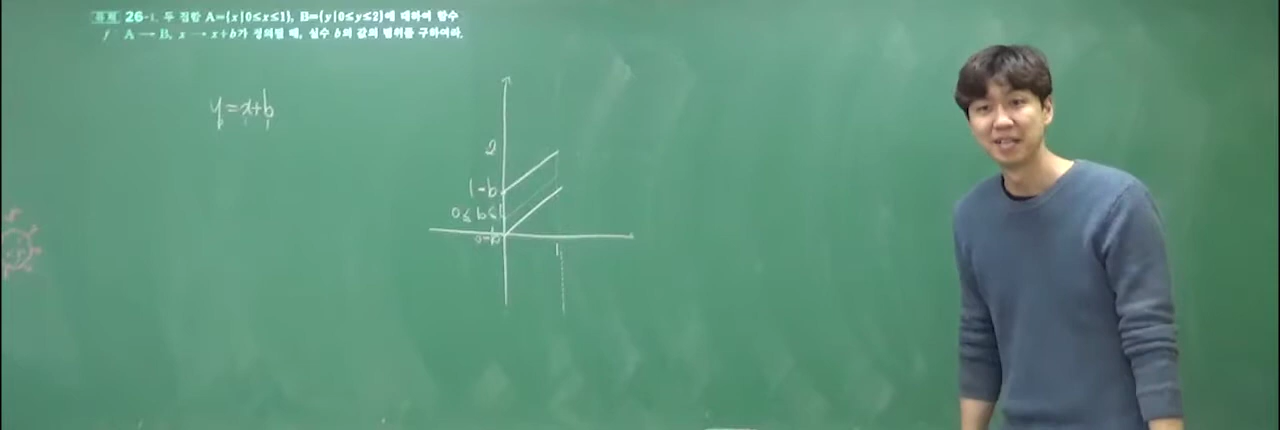 유제 26-1. 두 집합 A={x|0≤x≤1}, B={y|0≤y≤2}에 대하여 함수
f A → B, x → x+b가 정의될 때, 실수 b의 값의 범위를 구하여라.
y=x+b
2
1=b
0≤b≤1
0=b
1